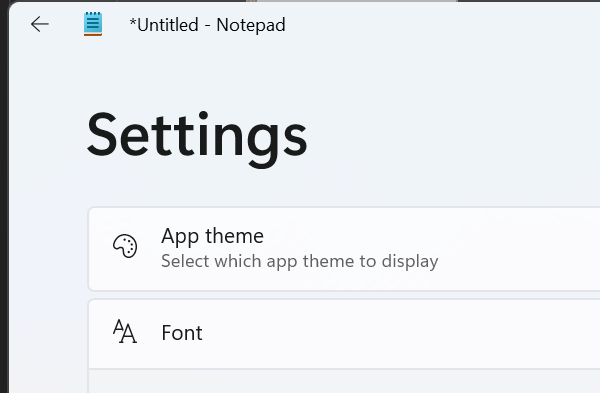 *Untitled - Notepad
Settings
App theme
Select which app theme to display
Font